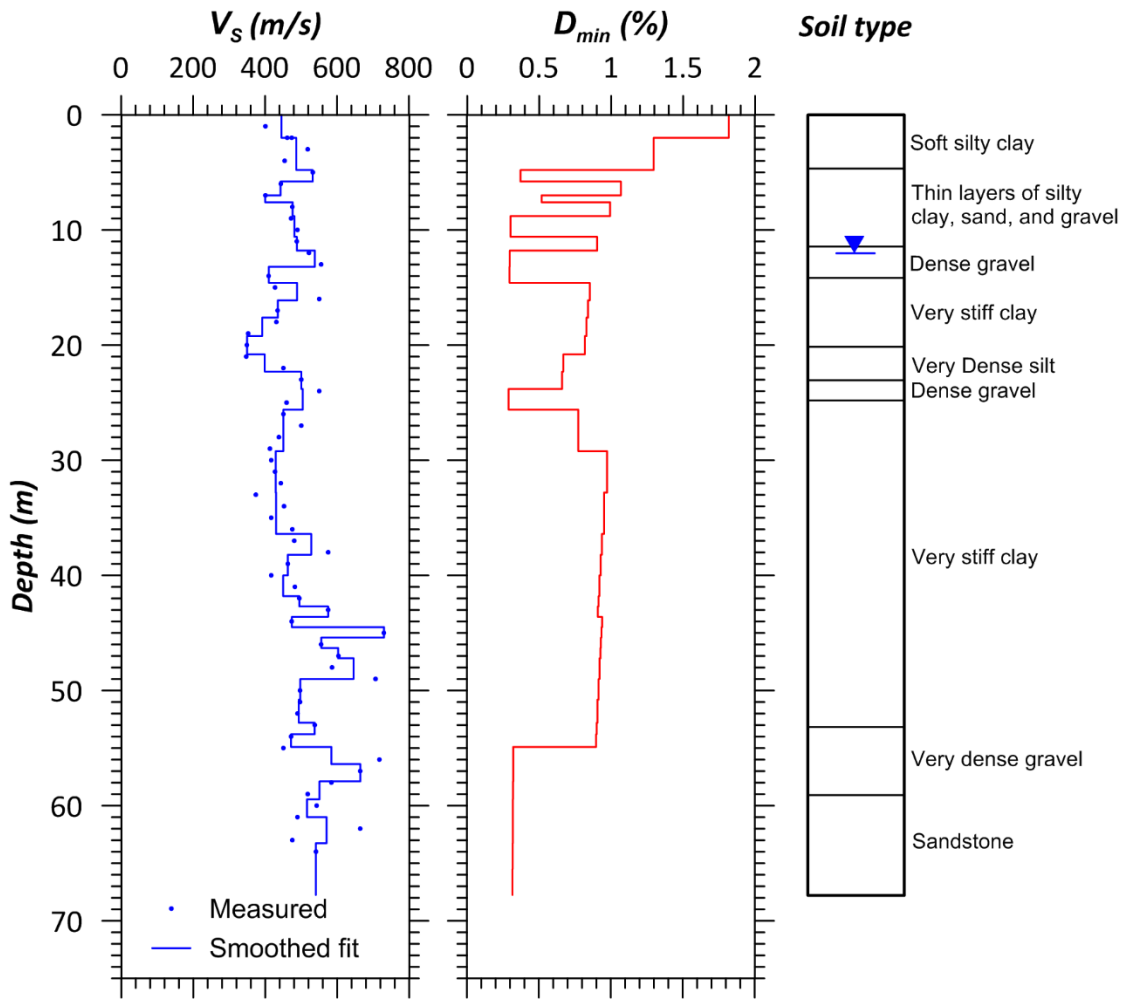 V_S (m/s)
D_min (%)
Soil type
0 200 400 600 800
0 0.5 1 1.5 2
0
10
20
30
40
50
60
70
Depth (m)
Measured
Smoothed fit
Soft silty clay
Thin layers of silty
clay, sand, and gravel
Dense gravel
Very stiff clay
Very Dense silt
Dense gravel
Very stiff clay
Very dense gravel
Sandstone